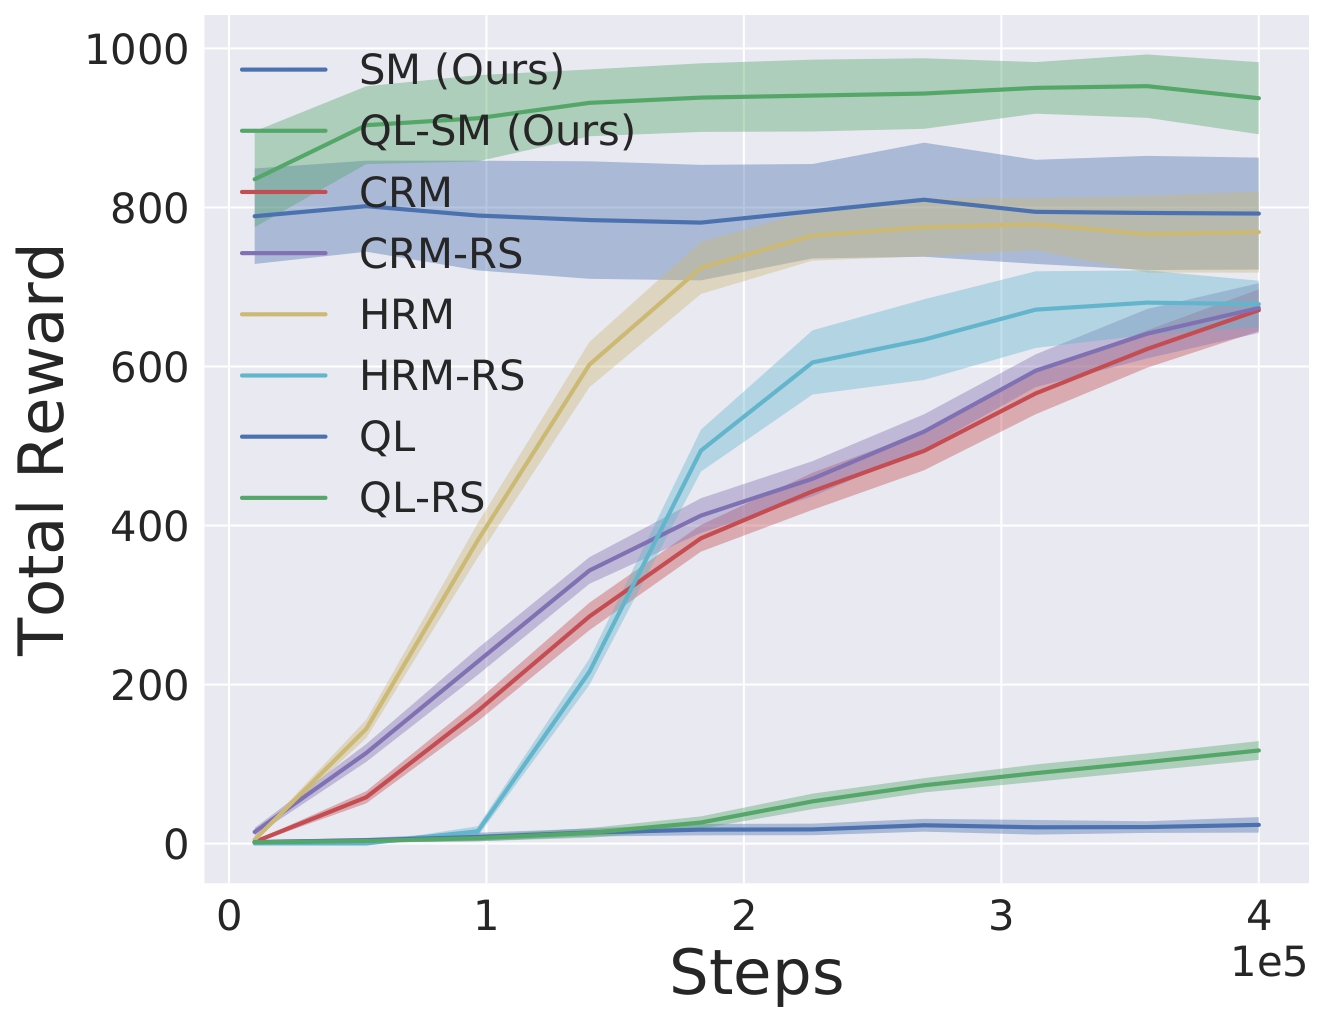 1000
800
600
400
200
0
Total Reward
SM (Ours)
QL-SM (Ours)
CRM
CRM-RS
HRM
HRM-RS
QL
QL-RS
0 1 2 3 4
1e5
Steps